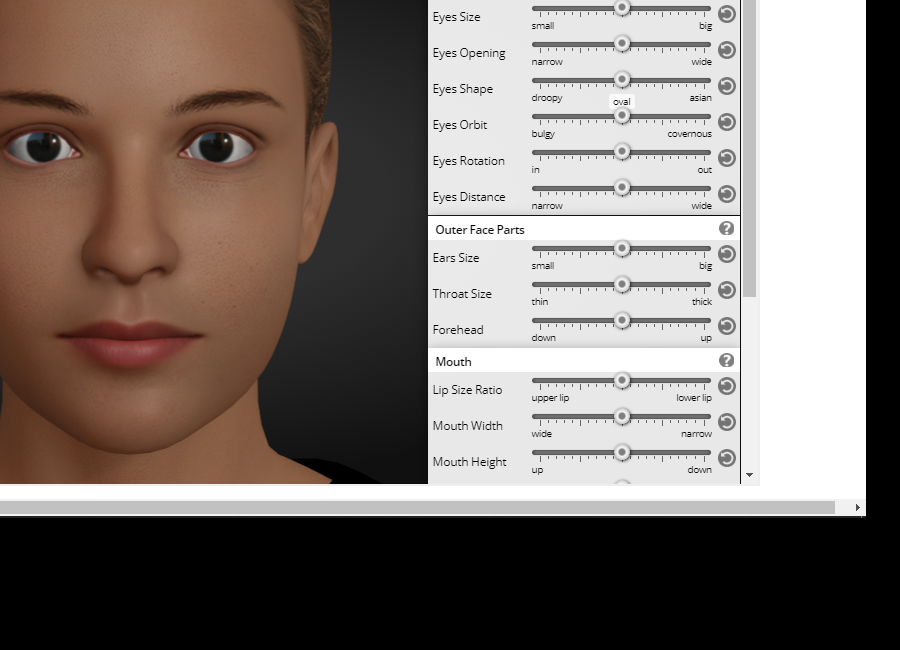 Eyes Size
small big
Eyes Opening
narrow wide
Eyes Shape
droopy oval asian
Eyes Orbit
bulgy covernous
Eyes Rotation
in out
Eyes Distance
narrow wide
Outer Face Parts ?
Ears Size
small big
Throat Size
thin thick
Forehead
down up
Mouth ?
Lip Size Ratio
upper lip lower lip
Mouth Width
wide narrow
Mouth Height
up down